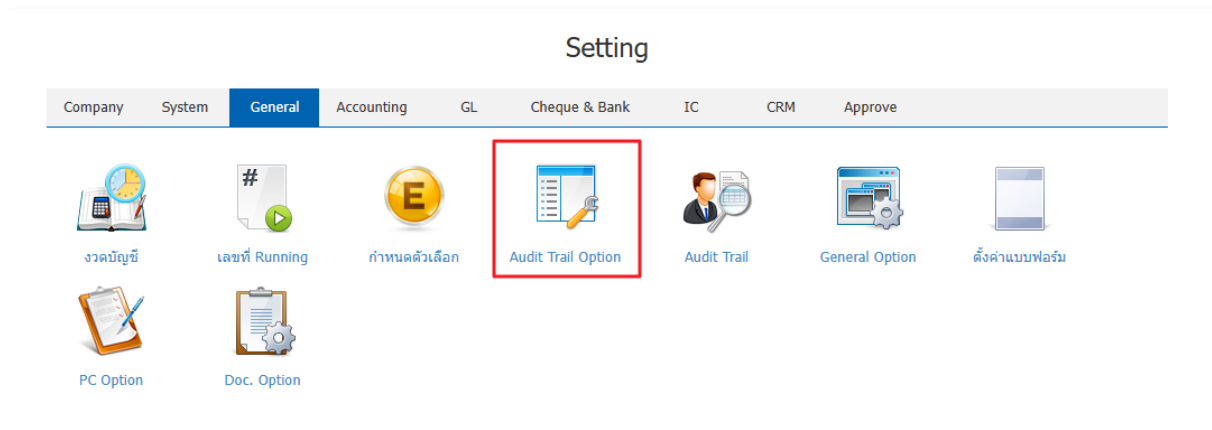 Setting
Company System General Accounting GL Cheque & Bank IC CRM Approve
#
E
งวดบัญชี เลขที่ Running กำหนดตัวเลือก Audit Trail Option Audit Trail General Option ตั้งค่าแบบฟอร์ม
PC Option Doc. Option